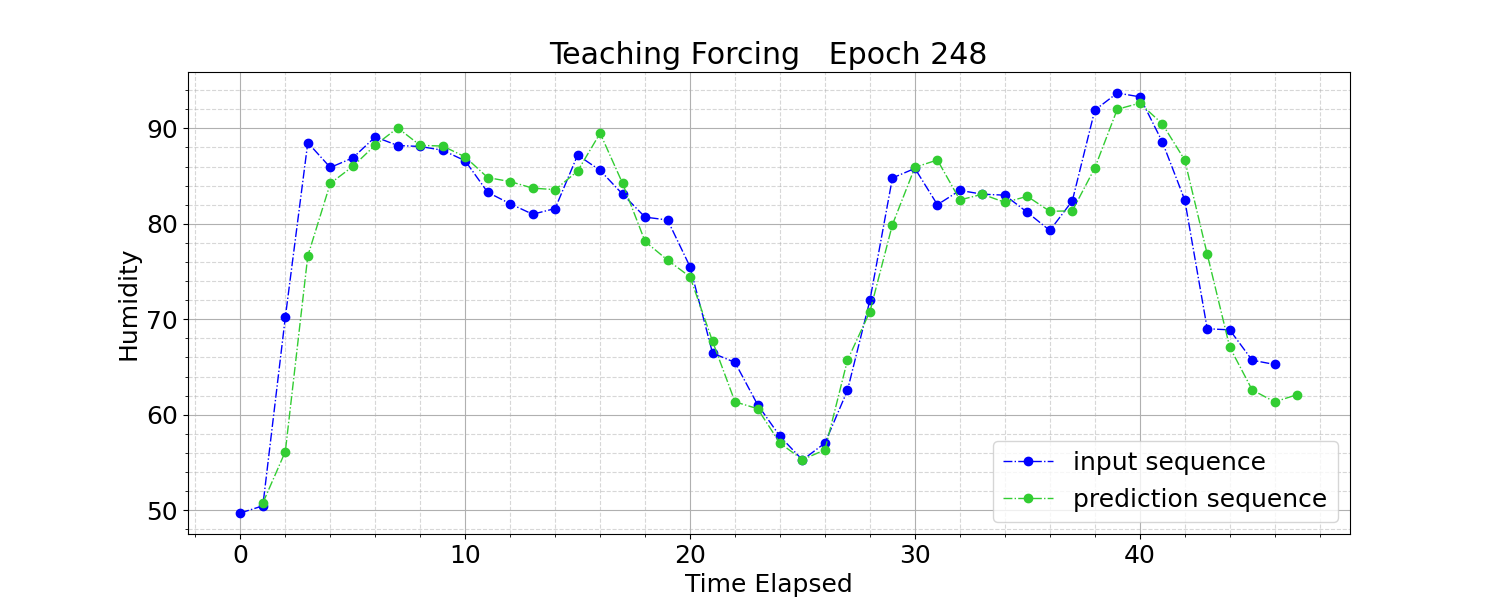 Teaching Forcing   Epoch 248
Humidity
90
80
70
60
50
0 10 20 30 40
Time Elapsed
input sequence
prediction sequence